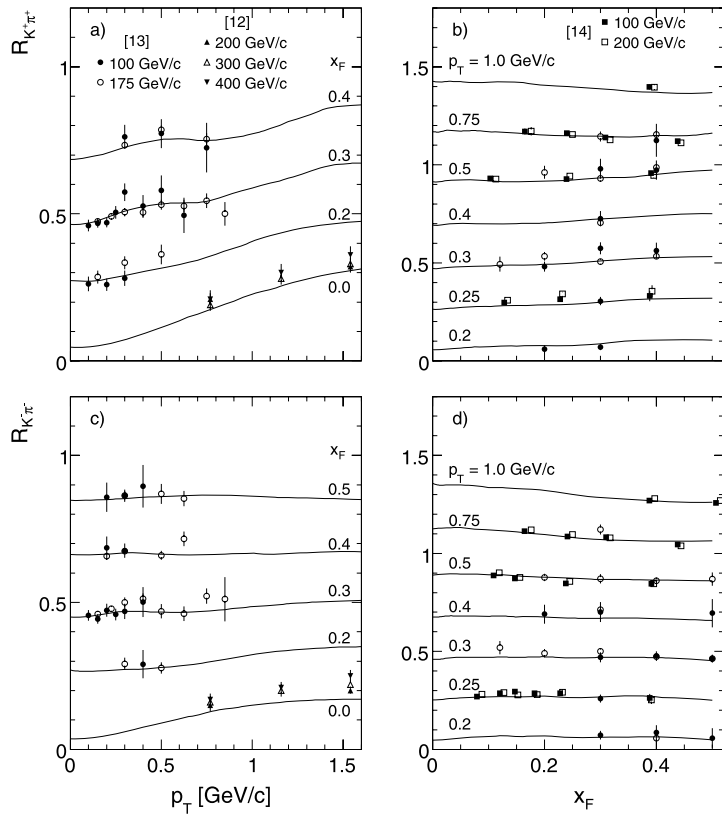 R_{K⁺π⁺}
a)
[13]
100 GeV/c
175 GeV/c
[12]
200 GeV/c
300 GeV/c
400 GeV/c
x_F
0.4
0.3
0.2
0.0
1
0.5
0
b)
[14]
100 GeV/c
200 GeV/c
p_T = 1.0 GeV/c
0.75
0.5
0.4
0.3
0.25
0.2
1.5
1
0.5
0
R_{K⁻π⁻}
c)
x_F
0.5
0.4
0.3
0.2
0.0
1
0.5
0
0
0.5
1
1.5
p_T [GeV/c]
d)
p_T = 1.0 GeV/c
0.75
0.5
0.4
0.3
0.25
0.2
1.5
1
0.5
0
0
0.2
0.4
x_F